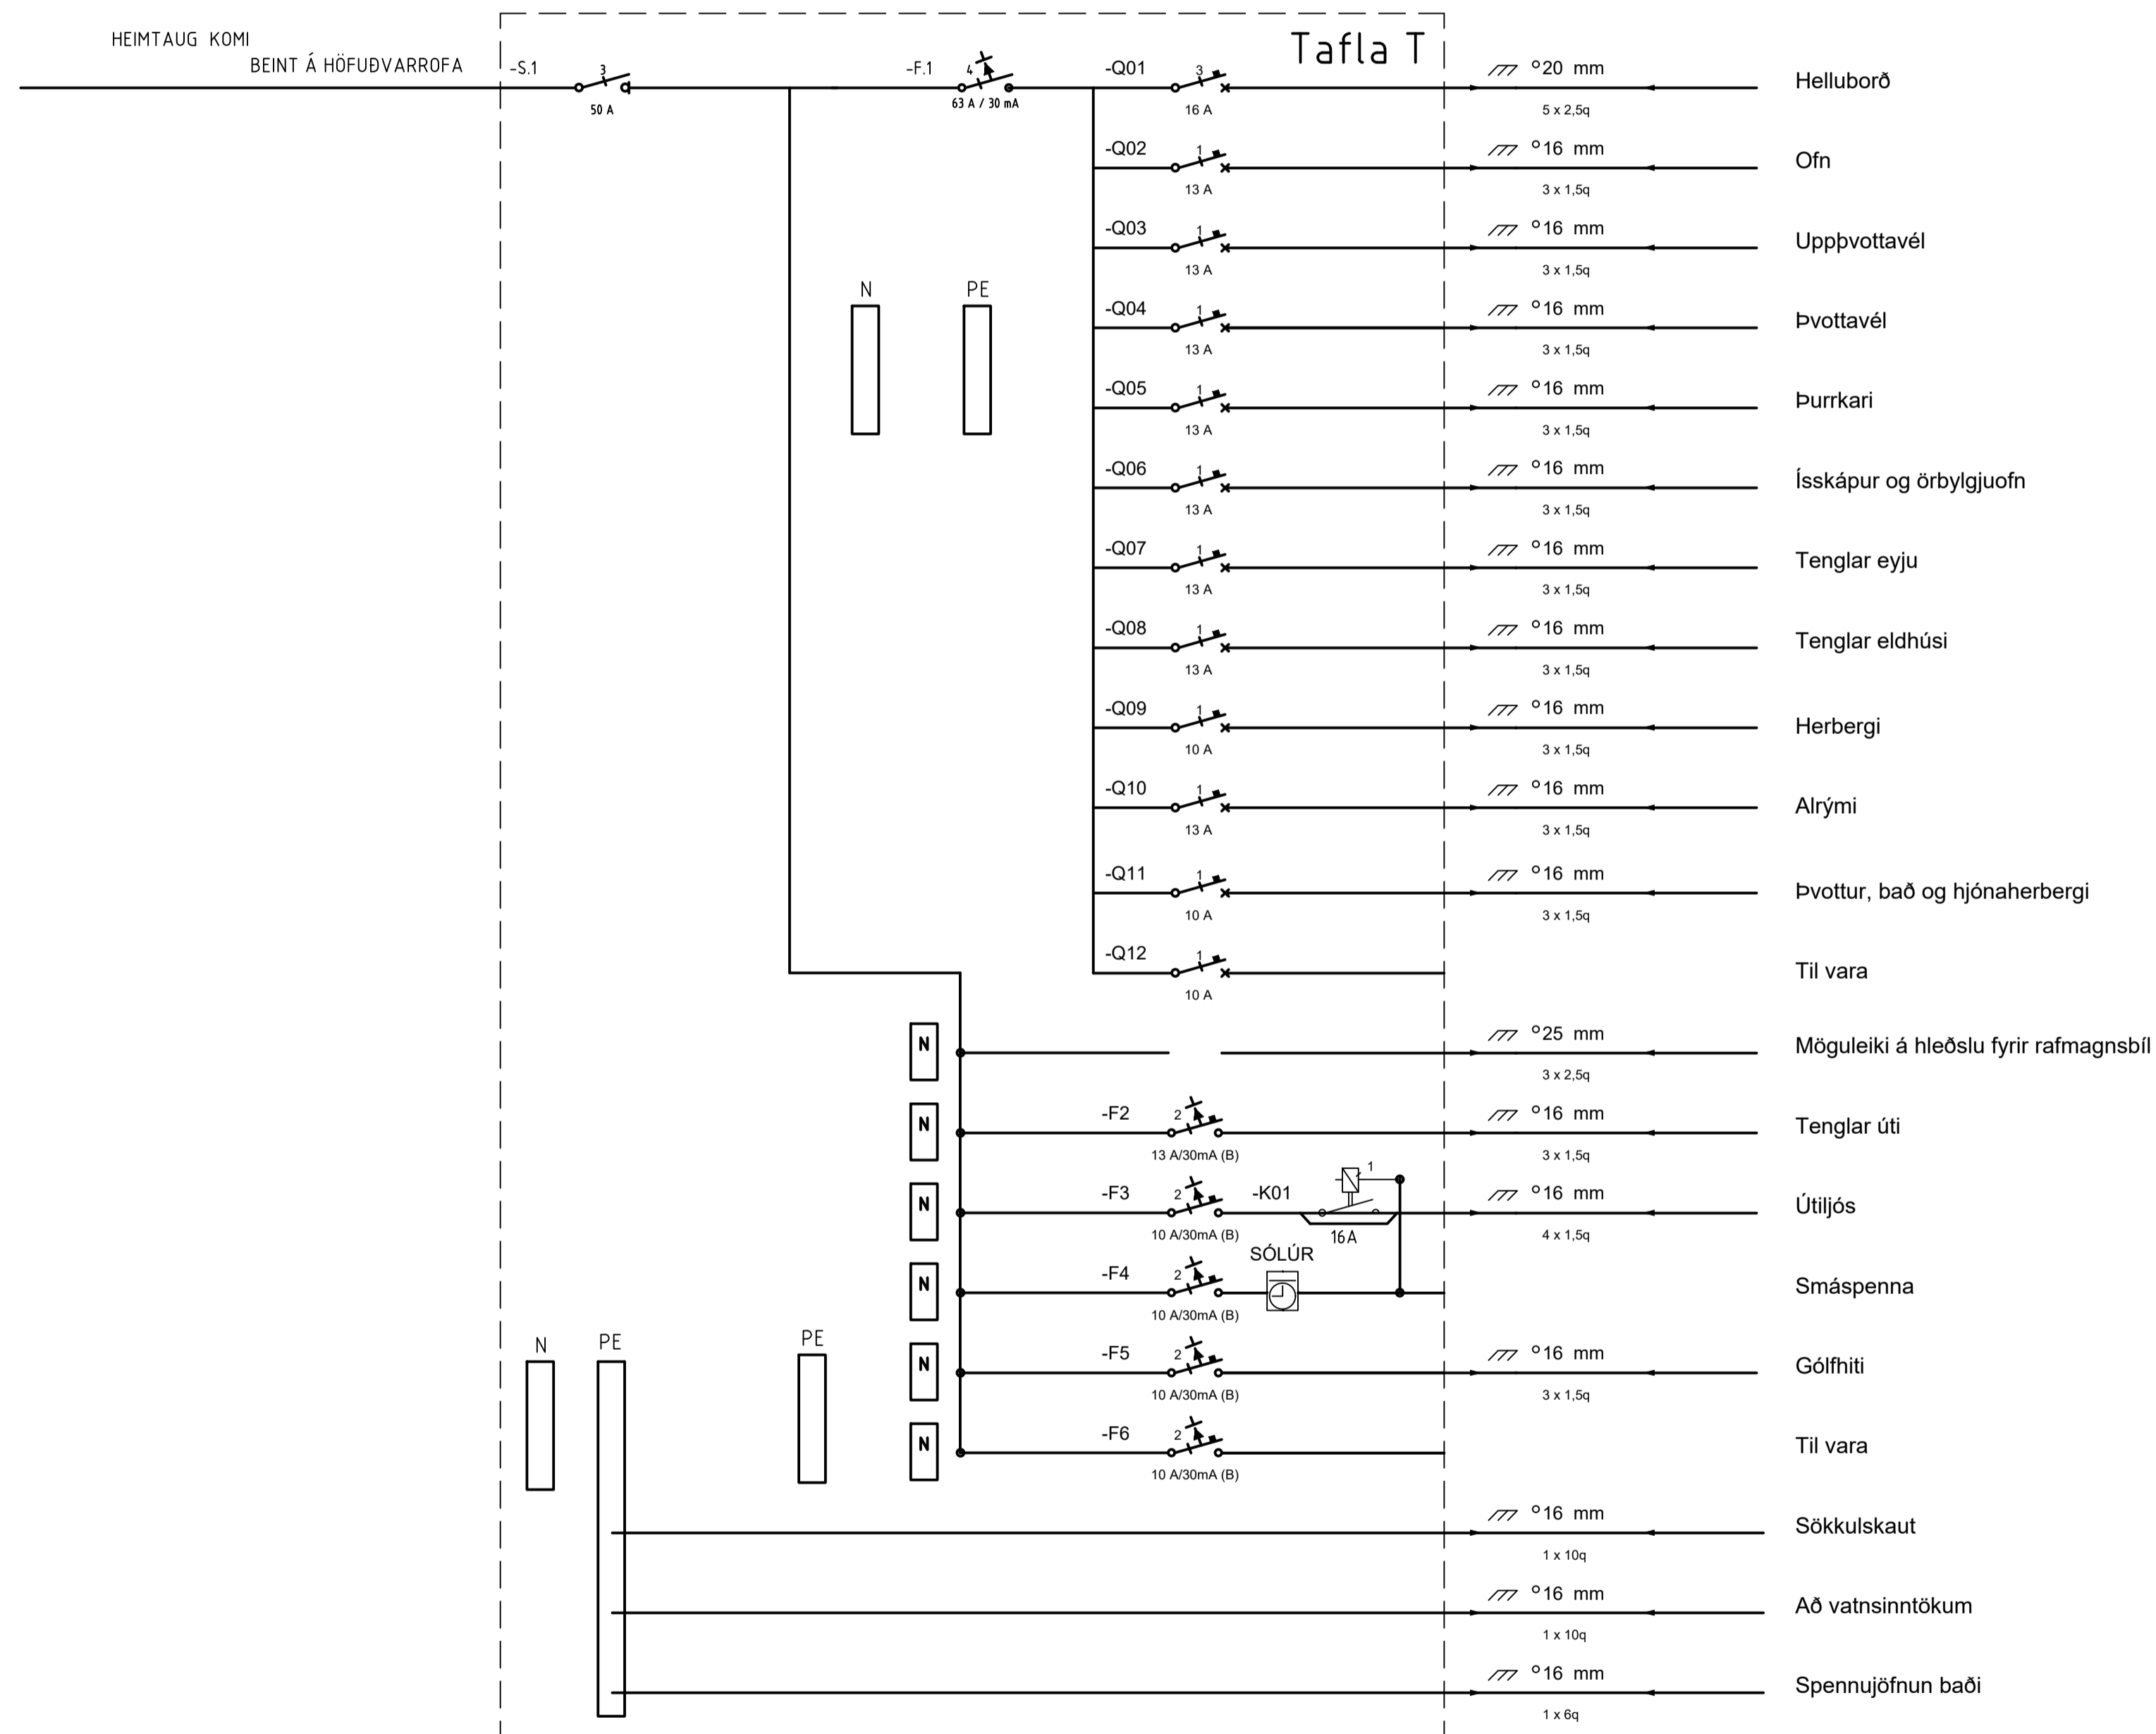 HEIMTAUG KOMI
BEINT Á HÖFUÐVARROFA
Tafla T
-S.1 3 50 A
-F.1 4 63 A / 30 mA
-Q01 3 16 A °20 mm 5 x 2,5q Helluborð
-Q02 1 13 A °16 mm 3 x 1,5q Ofn
-Q03 1 13 A °16 mm 3 x 1,5q Uppþvottavél
N PE
-Q04 1 13 A °16 mm 3 x 1,5q Þvottavél
-Q05 1 13 A °16 mm 3 x 1,5q Þurrkari
-Q06 1 13 A °16 mm 3 x 1,5q Ísskápur og örbylgjuofn
-Q07 1 13 A °16 mm 3 x 1,5q Tenglar eyju
-Q08 1 13 A °16 mm 3 x 1,5q Tenglar eldhúsi
-Q09 1 10 A °16 mm 3 x 1,5q Herbergi
-Q10 1 13 A °16 mm 3 x 1,5q Alrými
-Q11 1 10 A °16 mm 3 x 1,5q Þvottur, bað og hjónaherbergi
-Q12 1 10 A Til vara
N °25 mm 3 x 2,5q Möguleiki á hleðslu fyrir rafmagnsbíl
N -F2 2 13 A/30mA (B) °16 mm 3 x 1,5q Tenglar úti
N -F3 2 10 A/30mA (B) -K01 1 16A °16 mm 4 x 1,5q Útiljós
N -F4 2 10 A/30mA (B) SÓLÚR Smáspenna
N PE PE
N -F5 2 10 A/30mA (B) °16 mm 3 x 1,5q Gólfhiti
N -F6 2 10 A/30mA (B) Til vara
°16 mm 1 x 10q Sökkulskaut
°16 mm 1 x 10q Að vatnsinntökum
°16 mm 1 x 6q Spennujöfnun baði